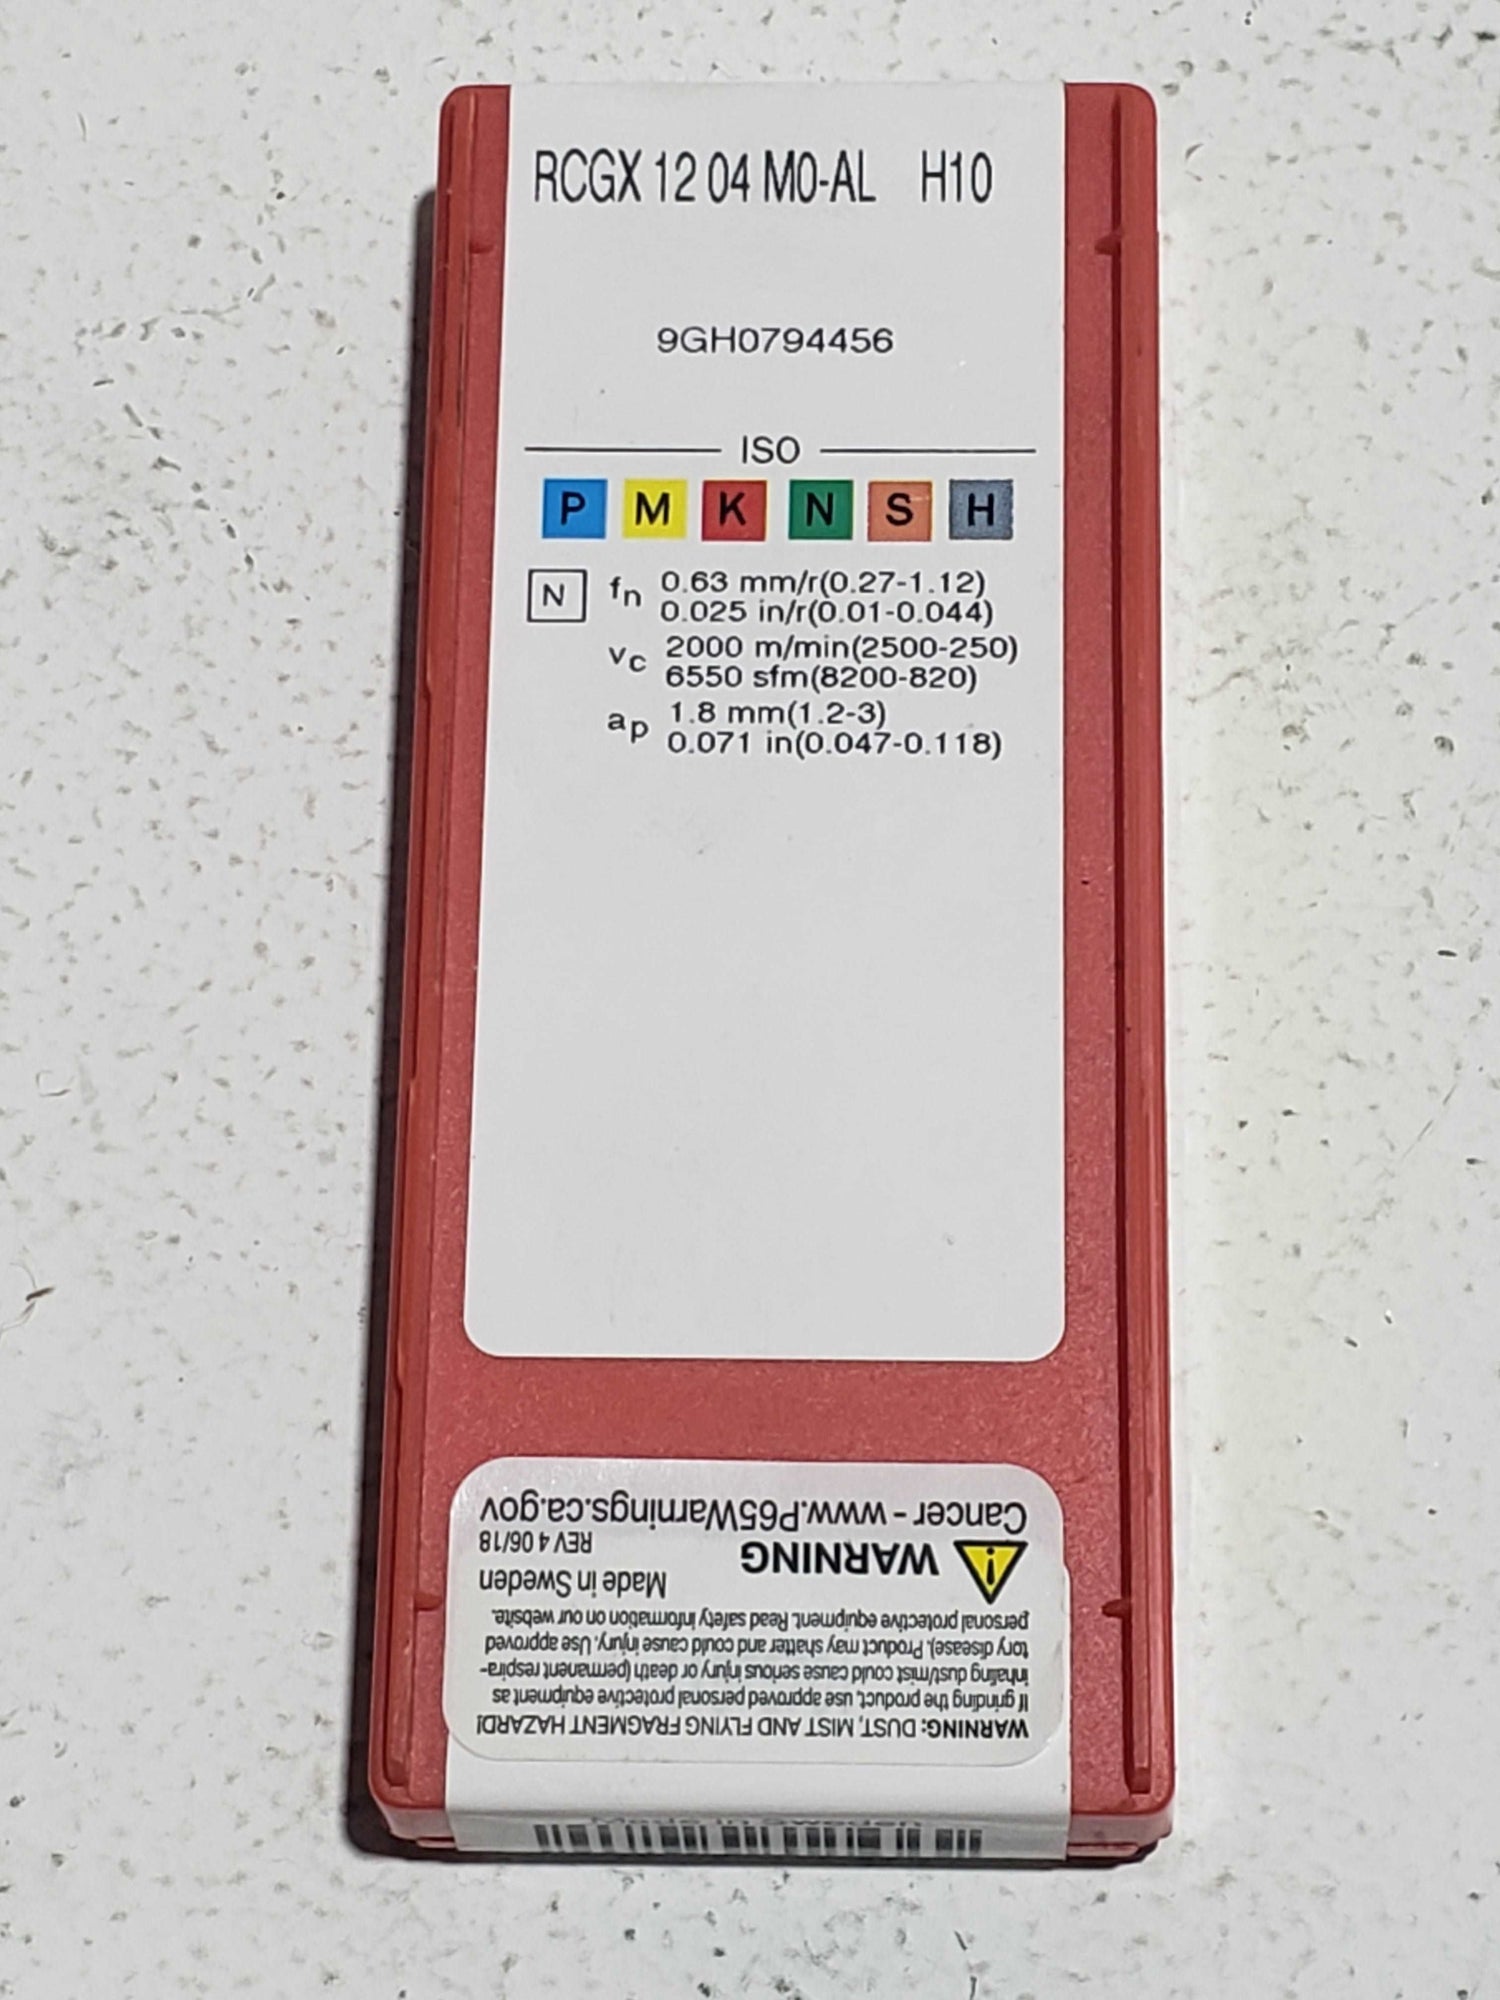 RCGX 12 04 M0-AL H10
9GH0794456
ISO
P M K N S H
N fn 0.63 mm/r(0.27-1.12)
0.025 in/r(0.01-0.044)
vc 2000 m/min(2500-250)
6550 sfm(8200-820)
ap 1.8 mm(1.2-3)
0.071 in(0.047-0.118)
WARNING: DUST, MIST AND FLYING FRAGMENT HAZARD!
If grinding the product, use approved personal protective equipment as
inhaling dust/mist could cause serious injury or death (permanent respira-
tory disease). Product may shatter and could cause injury. Use approved
personal protective equipment. Read safety information on our website.
Made in Sweden
WARNING REV 4 06/18
Cancer - www.P65Warnings.ca.gov
Made in Sweden